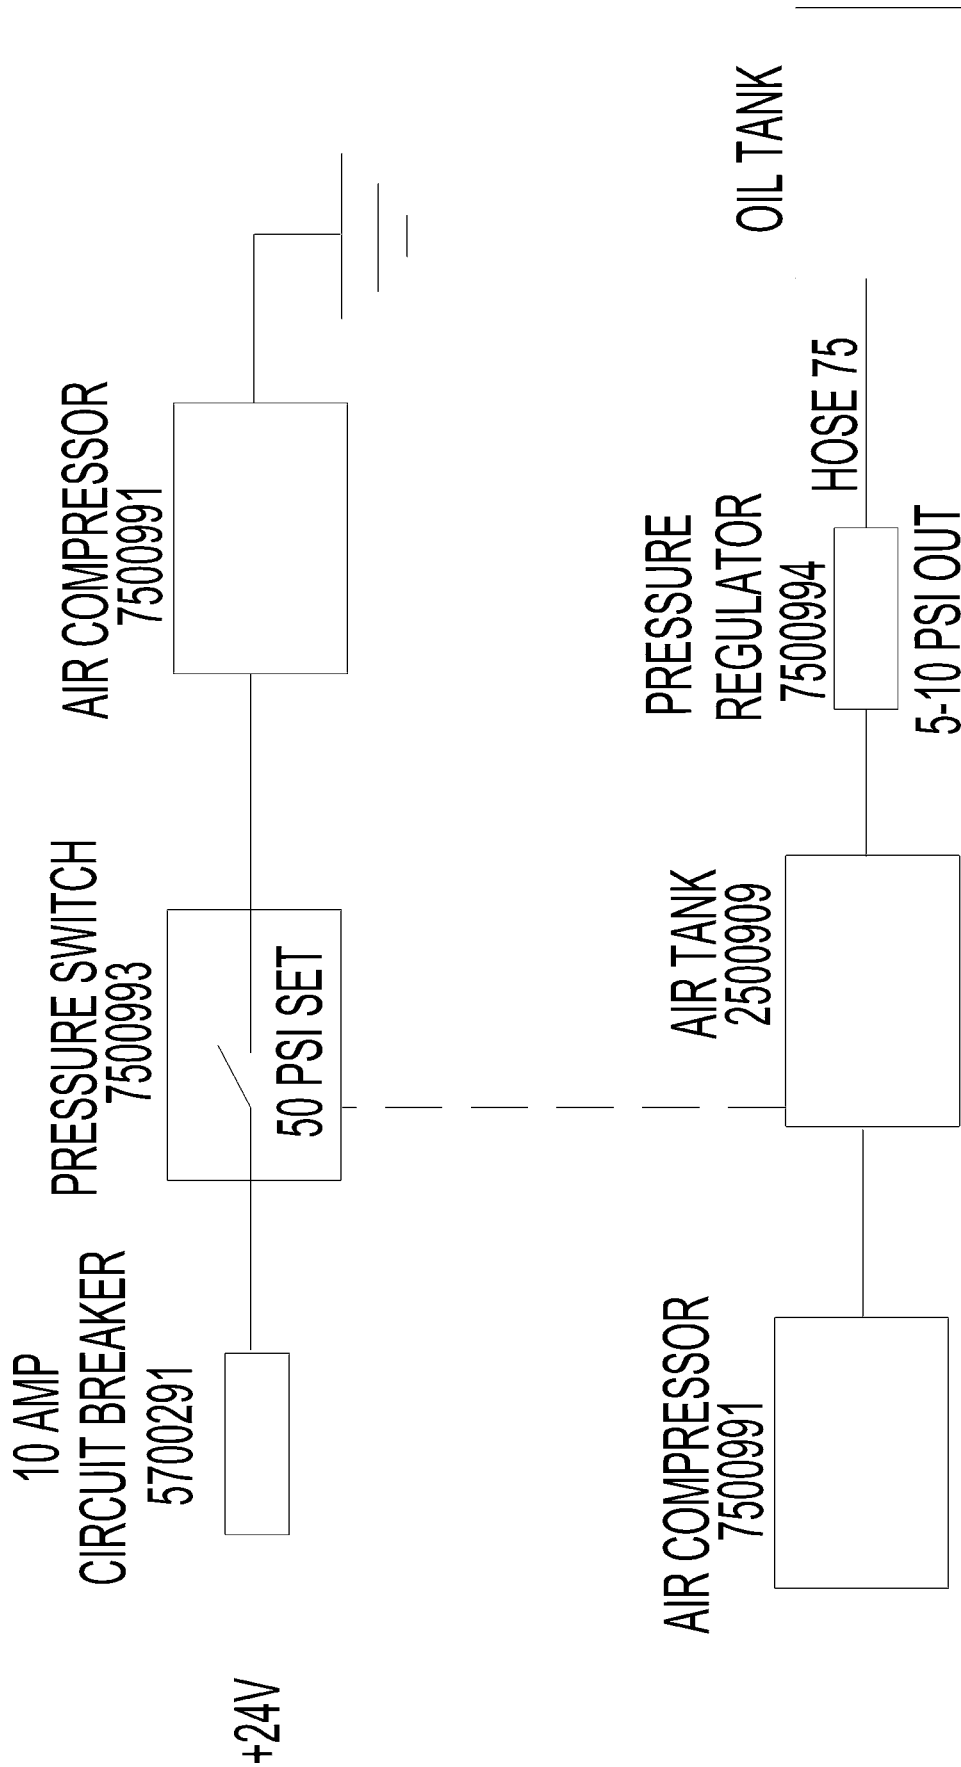 +24V
10 AMP
CIRCUIT BREAKER
5700291
PRESSURE SWITCH
7500993
50 PSI SET
AIR COMPRESSOR
7500991
AIR COMPRESSOR
7500991
AIR TANK
2500909
PRESSURE
REGULATOR
7500994
5-10 PSI OUT
HOSE 75
OIL TANK